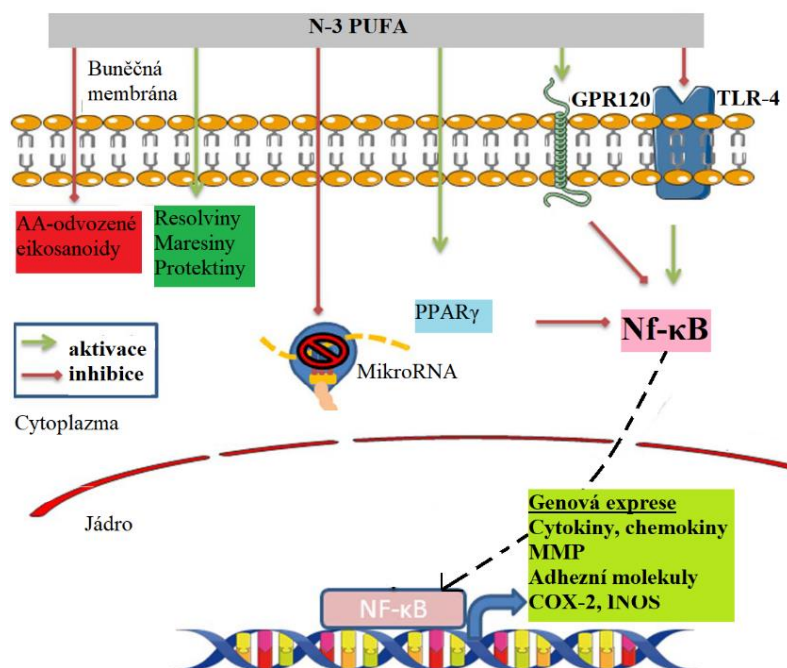 N-3 PUFA
Buněčná
membrána
GPR120
TLR-4
AA-odvozené
eikosanoidy
Resolviny
Maresiny
Protektiny
PPARγ
Nf-κB
aktivace
inhibice
MikroRNA
Cytoplazma
Jádro
Genová exprese
Cytokiny, chemokiny
MMP
Adhezní molekuly
COX-2, iNOS
NF-κB